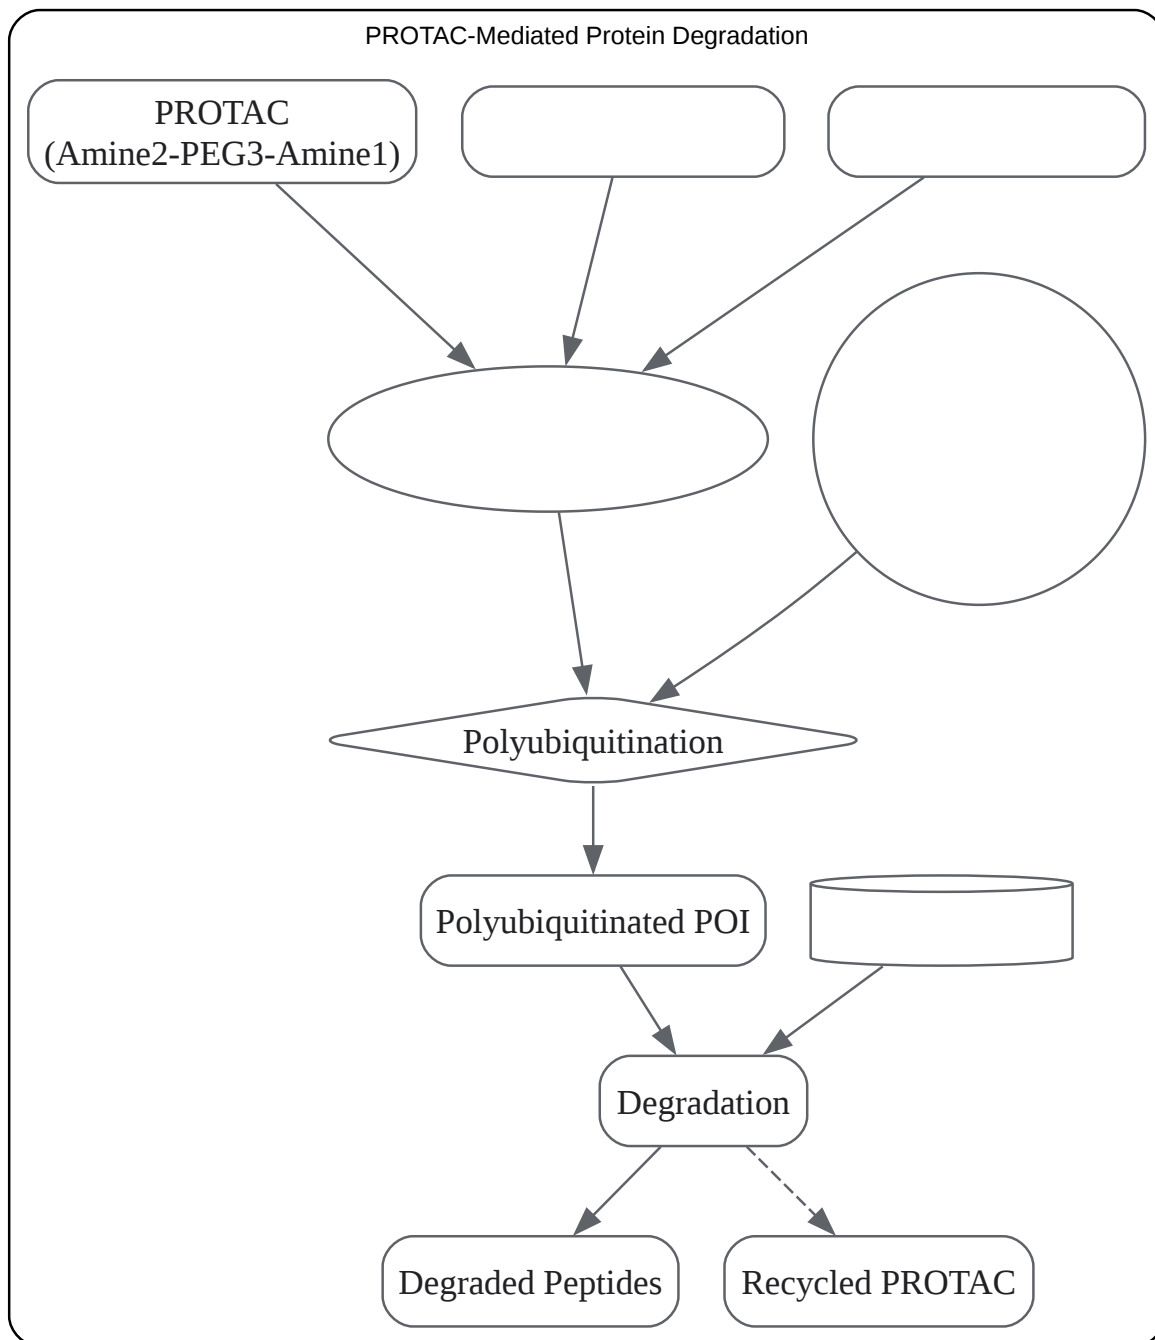 PROTAC-Mediated Protein Degradation
PROTAC
(Amine2-PEG3-Amine1)
Polyubiquitination
Polyubiquitinated POI
Degradation
Degraded Peptides
Recycled PROTAC